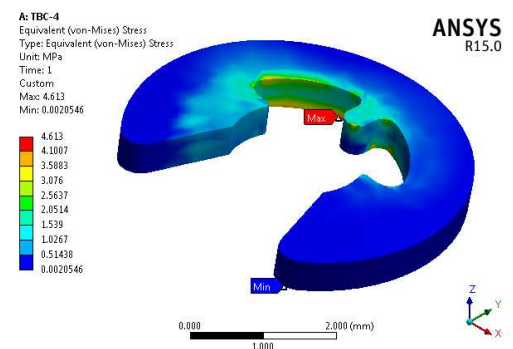 A: TBC-4
Equivalent (von-Mises) Stress
Type: Equivalent (von-Mises) Stress
Unit: MPa
Time: 1
Custom
Max: 4.613
Min: 0.0020546
ANSYS
R15.0
4.613
4.1007
3.5883
3.076
2.5637
2.0514
1.539
1.0267
0.51438
0.0020546
Max
Min
Z
Y
X
0.000
2.000 (mm)
1.000